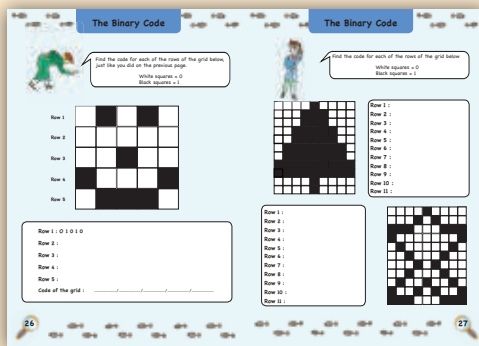 The Binary Code
Find the code for each of the rows of the grid below,
just like you did on the previous page.
White squares = 0
Black squares = 1
Row 1
Row 2
Row 3
Row 4
Row 5
Row 1 : 0 1 0 1 0
Row 2 :
Row 3 :
Row 4 :
Row 5 :
Code of the grid : ______/______/______/______/______
26
The Binary Code
Find the code for each of the rows of the grid below
White squares = 0
Black squares = 1
Row 1 :
Row 2 :
Row 3 :
Row 4 :
Row 5 :
Row 6 :
Row 7 :
Row 8 :
Row 9 :
Row 10 :
Row 11 :
Row 1 :
Row 2 :
Row 3 :
Row 4 :
Row 5 :
Row 6 :
Row 7 :
Row 8 :
Row 9 :
Row 10 :
Row 11 :
27